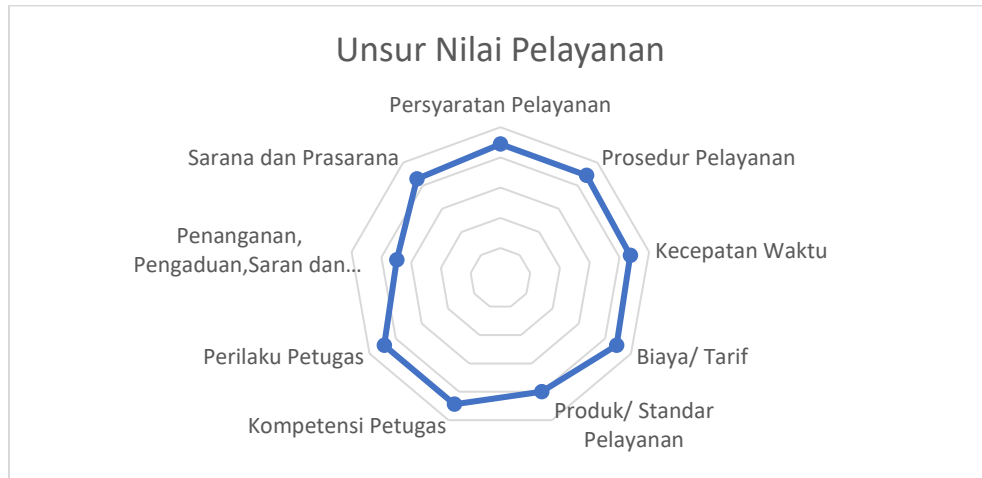 Unsur Nilai Pelayanan
Persyaratan Pelayanan
Prosedur Pelayanan
Kecepatan Waktu
Biaya/ Tarif
Produk/ Standar
Pelayanan
Kompetensi Petugas
Perilaku Petugas
Penanganan,
Pengaduan,Saran dan...
Sarana dan Prasarana